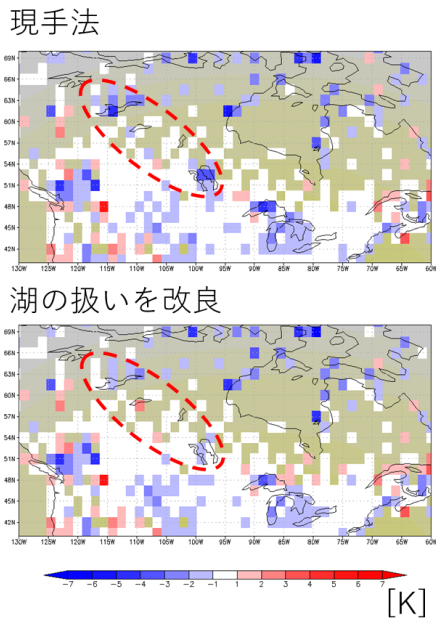 現手法
69N
66N
63N
60N
57N
54N
51N
48N
45N
42N
130W 125W 120W 115W 110W 105W 100W 95W 90W 85W 80W 75W 70W 65W 60W
湖の扱いを改良
69N
66N
63N
60N
57N
54N
51N
48N
45N
42N
130W 125W 120W 115W 110W 105W 100W 95W 90W 85W 80W 75W 70W 65W 60W
-7 -6 -5 -4 -3 -2 -1 1 2 3 4 5 6 7
[K]